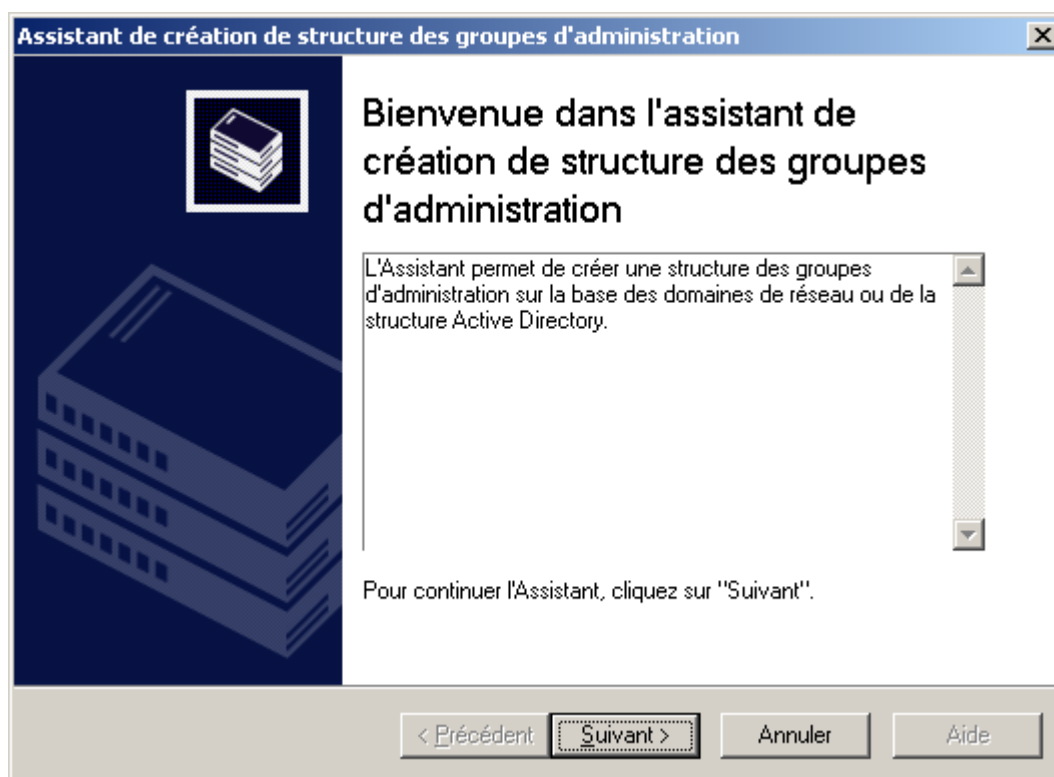 Assistant de création de structure des groupes d'administration
Bienvenue dans l'assistant de
création de structure des groupes
d'administration
L'Assistant permet de créer une structure des groupes
d'administration sur la base des domaines de réseau ou de la
structure Active Directory.
Pour continuer l'Assistant, cliquez sur "Suivant".
< Précédent Suivant > Annuler Aide